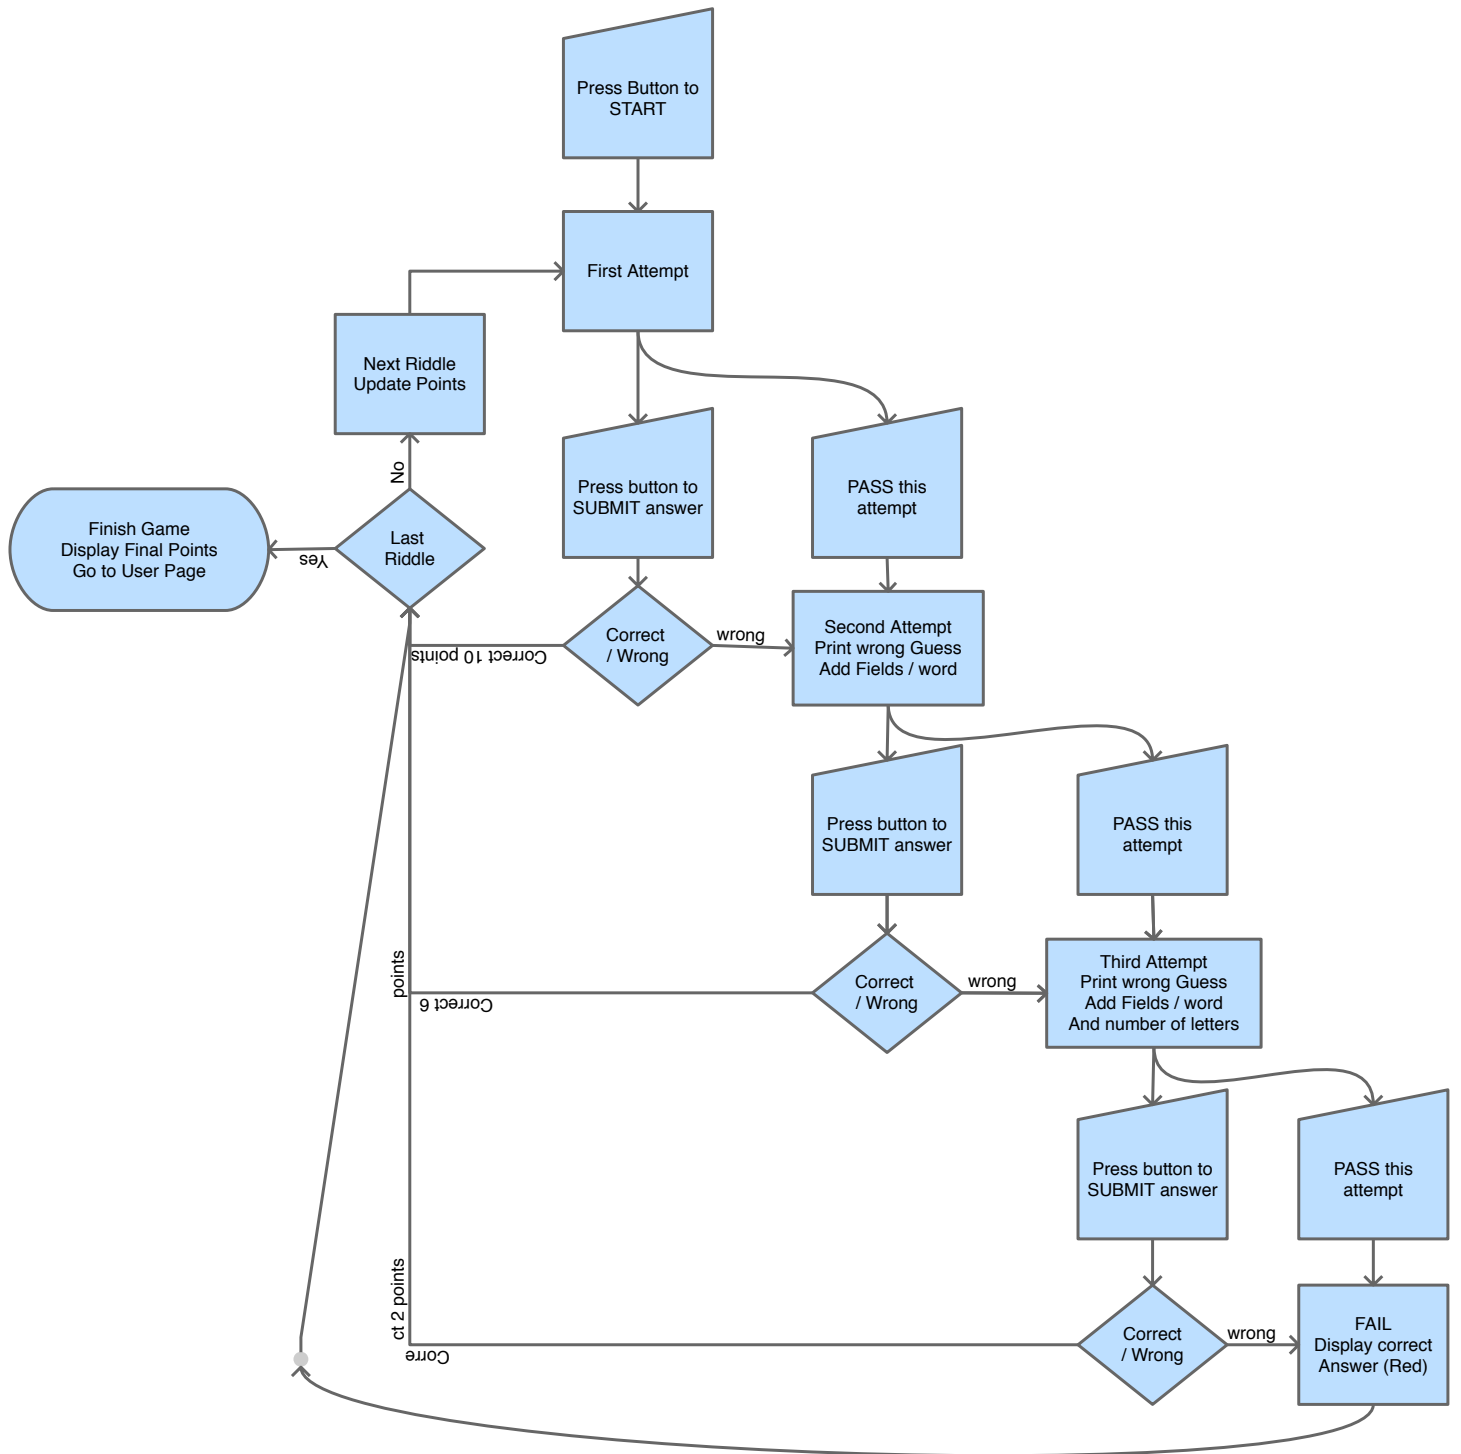 Press Button to
START
First Attempt
Next Riddle
Update Points
No
Last
Riddle
Yes
Finish Game
Display Final Points
Go to User Page
Press button to
SUBMIT answer
PASS this
attempt
Correct
/ Wrong
wrong
Correct 10 points
Second Attempt
Print wrong Guess
Add Fields / word
Press button to
SUBMIT answer
PASS this
attempt
Correct
/ Wrong
wrong
Correct 6
points
Third Attempt
Print wrong Guess
Add Fields / word
And number of letters
Press button to
SUBMIT answer
PASS this
attempt
Correct
/ Wrong
wrong
Corre
ct 2 points
FAIL
Display correct
Answer (Red)